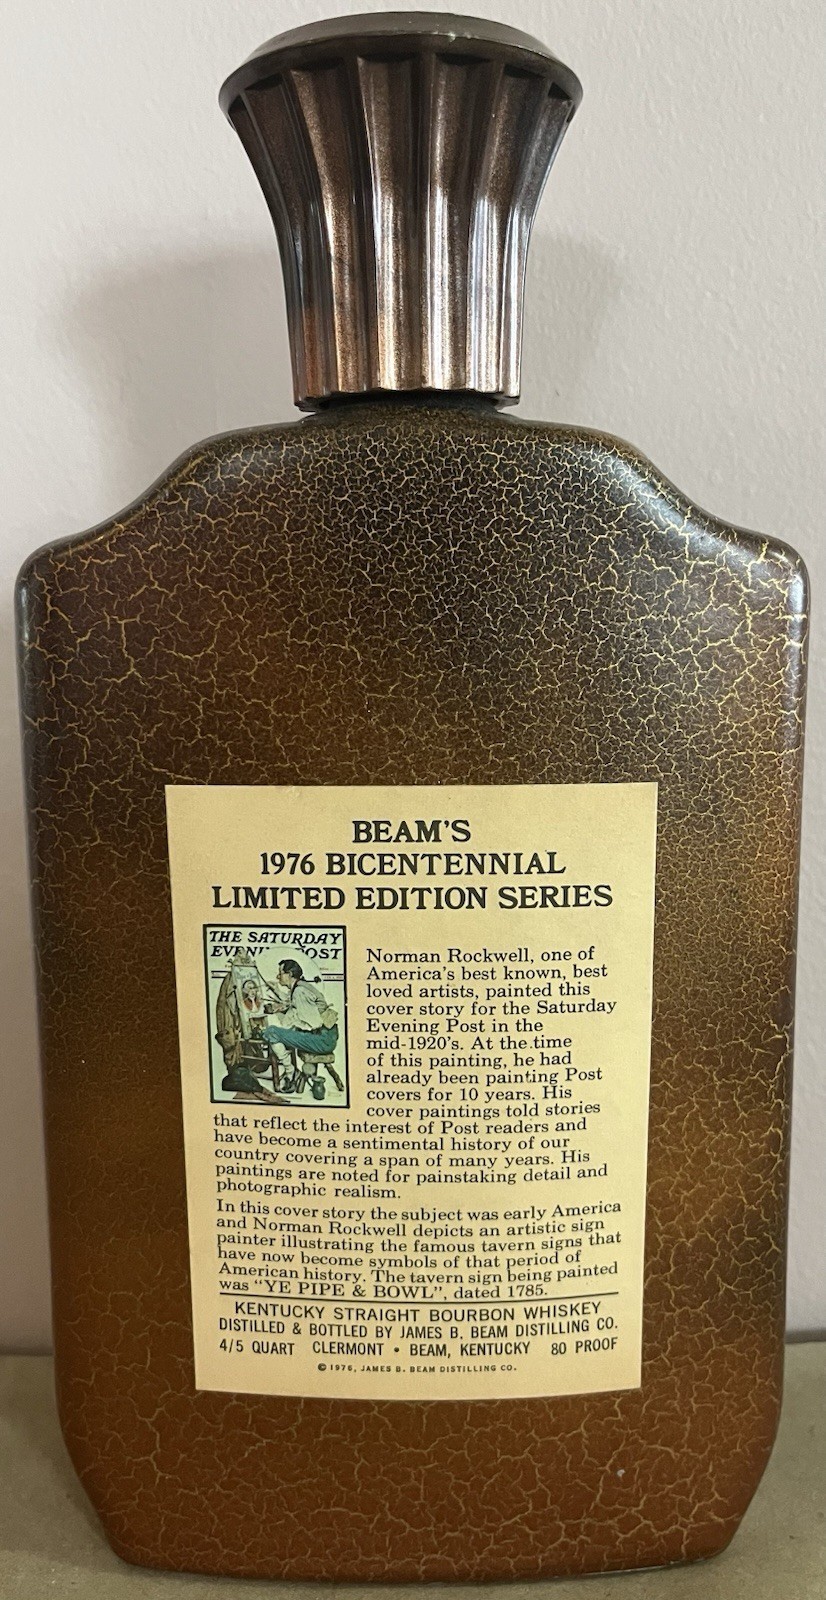 BEAM'S
1976 BICENTENNIAL
LIMITED EDITION SERIES
THE SATURDAY
EVENING POST
Norman Rockwell, one of
America's best known, best
loved artists, painted this
cover story for the Saturday
Evening Post in the
mid-1920's. At the time
of this painting, he had
already been painting Post
covers for 10 years. His
cover paintings told stories
that reflect the interest of Post readers and
have become a sentimental history of our
country covering a span of many years. His
paintings are noted for painstaking detail and
photographic realism.
In this cover story the subject was early America
and Norman Rockwell depicts an artistic sign
painter illustrating the famous tavern signs that
have now become symbols of that period of
American history. The tavern sign being painted
was "YE PIPE & BOWL", dated 1785.
KENTUCKY STRAIGHT BOURBON WHISKEY
DISTILLED & BOTTLED BY JAMES B. BEAM DISTILLING CO.
4/5 QUART CLERMONT • BEAM, KENTUCKY 80 PROOF
© 1976, JAMES B. BEAM DISTILLING CO.